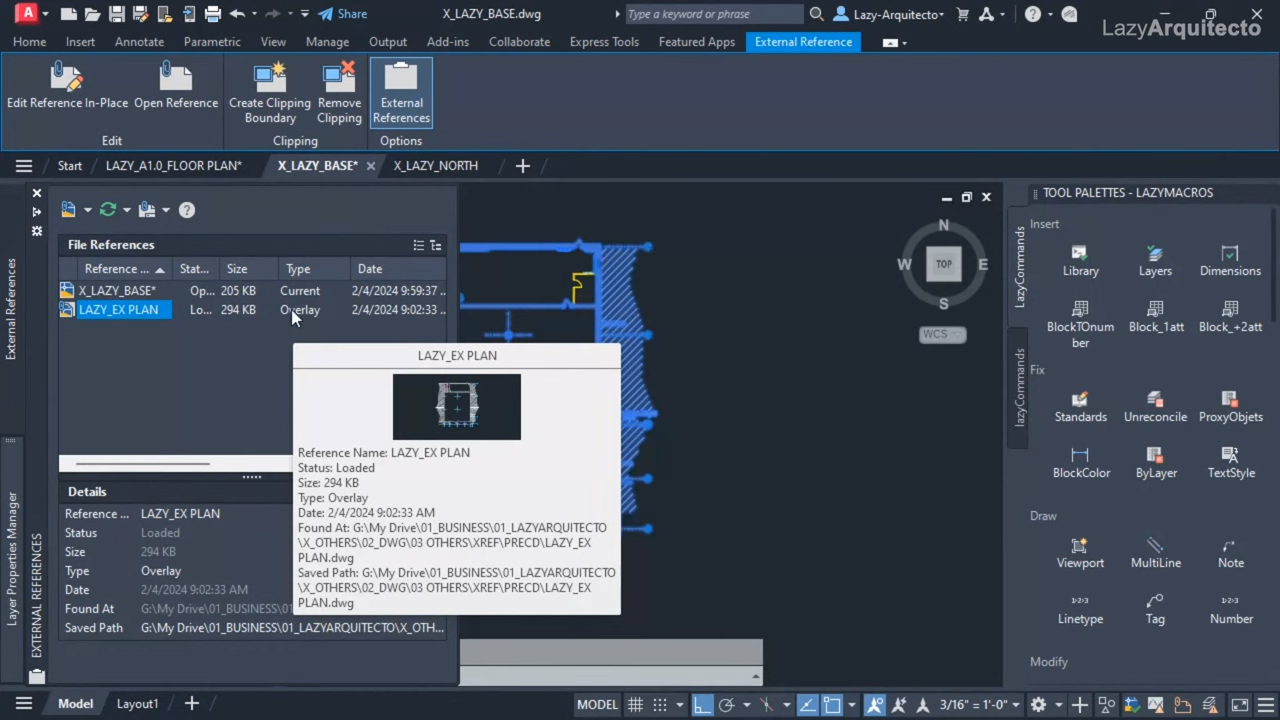 A Share X_LAZY_BASE.dwg Type a keyword or phrase Lazy-Arquitecto
LazyArquitecto
Home Insert Annotate Parametric View Manage Output Add-ins Collaborate Express Tools Featured Apps External Reference
Edit Reference In-Place Open Reference Create Clipping Boundary Remove Clipping External References
Edit Clipping Options
Start LAZY_A1.0_FLOOR PLAN* X_LAZY_BASE* X_LAZY_NORTH
TOOL PALETTES - LAZYMACROS
File References
Reference ... Stat... Size Type Date
X_LAZY_BASE* Op... 205 KB Current 2/4/2024 9:59:37 ..
LAZY_EX PLAN Lo... 294 KB Overlay 2/4/2024 9:02:33 ..
LAZY_EX PLAN
Reference Name: LAZY_EX PLAN
Status: Loaded
Size: 294 KB
Type: Overlay
Date: 2/4/2024 9:02:33 AM
Found At: G:\My Drive\01_BUSINESS\01_LAZYARQUITECTO
\X_OTHERS\02_DWG\03 OTHERS\XREF\PRECD\LAZY_EX
PLAN.dwg
Saved Path: G:\My Drive\01_BUSINESS\01_LAZYARQUITECTO
\X_OTHERS\02_DWG\03 OTHERS\XREF\PRECD\LAZY_EX
PLAN.dwg
Details
Reference ... LAZY_EX PLAN
Status Loaded
Size 294 KB
Type Overlay
Date 2/4/2024 9:02:33 AM
Found At G:\My Drive\01_BUSINESS\01
Saved Path G:\My Drive\01_BUSINESS\01_LAZYARQUITECTO\X_OTH...
External References
Layer Properties Manager
EXTERNAL REFERENCES
N
W TOP E
S
WCS
LazyCommands
lazyCommands
Insert
Library Layers Dimensions
BlockTOnum
ber
Block_1att Block_+2att
Fix
Standards Unreconcile ProxyObjets
BlockColor ByLayer TextStyle
Draw
Viewport MultiLine Note
Linetype Tag Number
Modify
Model Layout1 MODEL 3/16" = 1'-0"